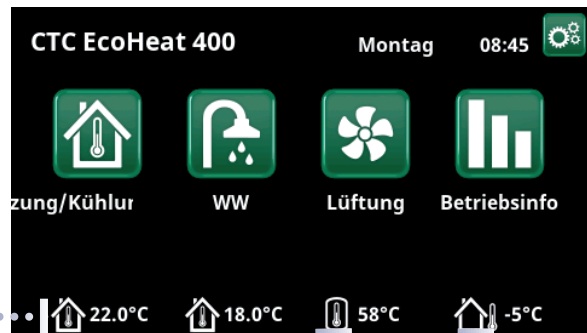 CTC EcoHeat 400 Montag 08:45
zung/Kühlur WW Lüftung Betriebsinfo
22.0°C 18.0°C 58°C -5°C